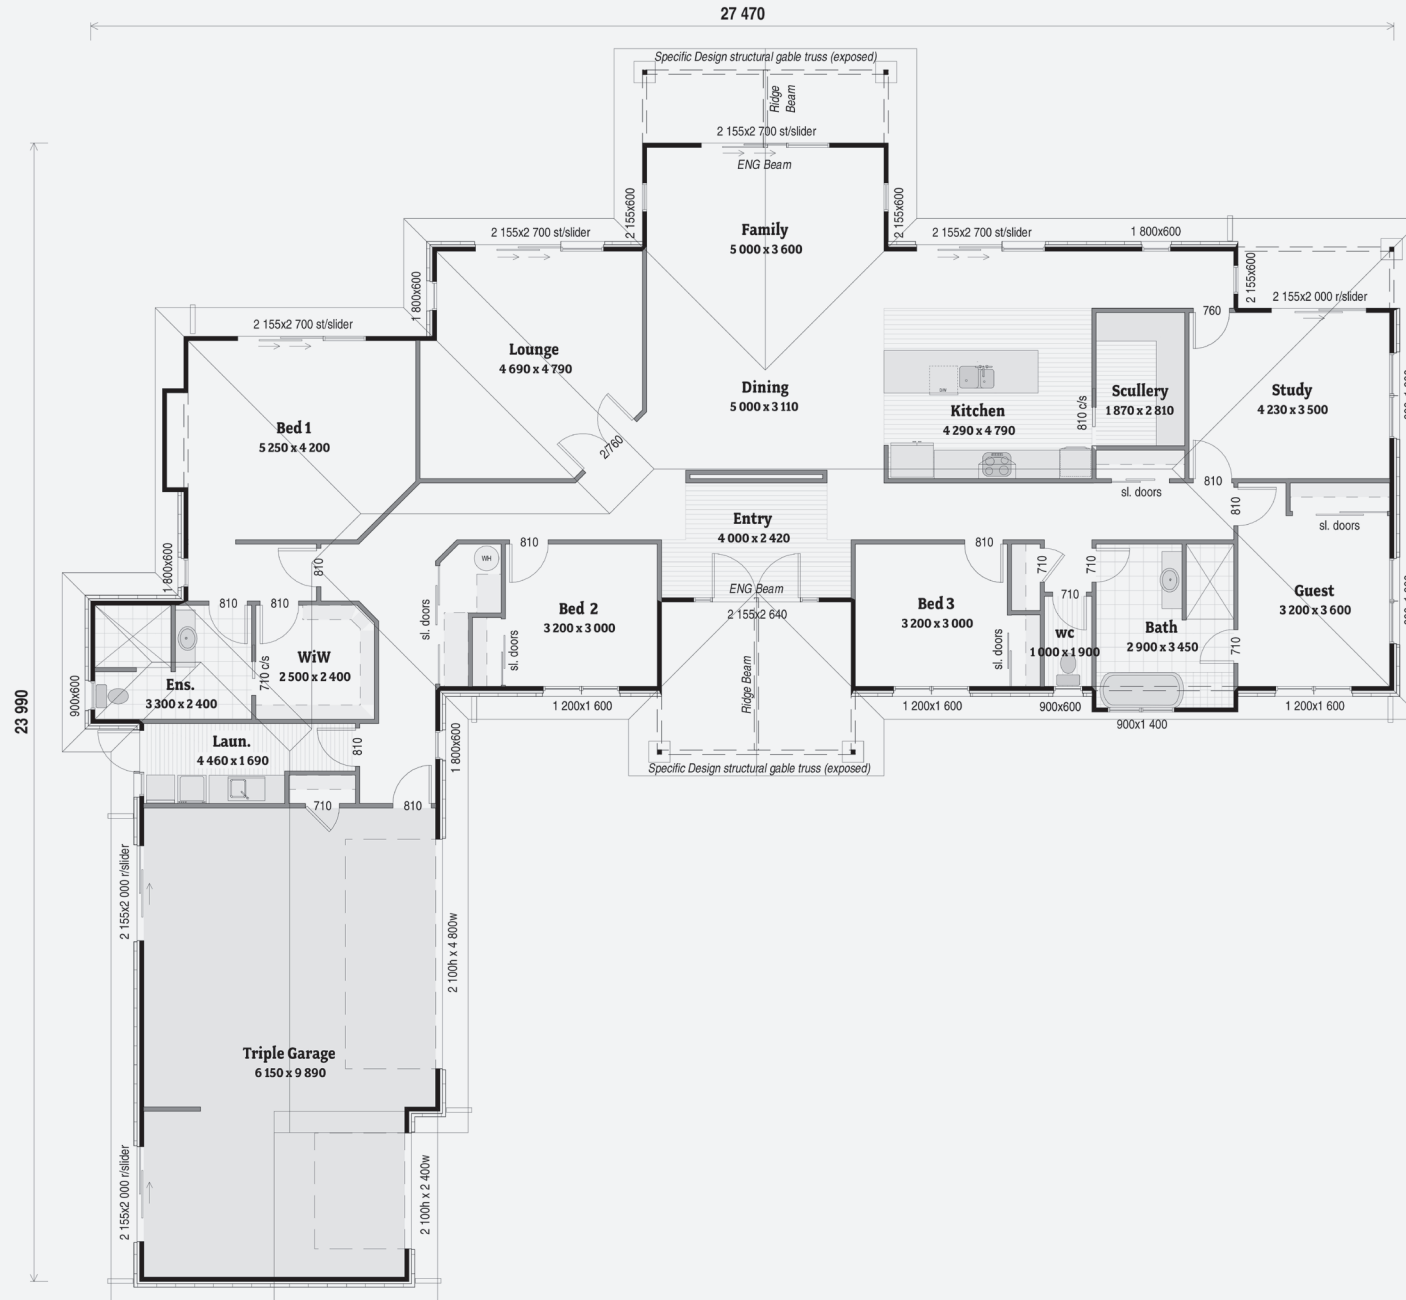 27 470
Specific Design structural gable truss (exposed)
Ridge
Beam
2 155x2 700 st/slider
ENG Beam
2 155x600
2 155x600
2 155x2 700 st/slider
Family
5 000 x 3 600
2 155x2 700 st/slider
1 800x600
2 155x600
2 155x2 000 r/slider
1 800x600
760
2 155x2 700 st/slider
Lounge
4 690 x 4 790
Dining
5 000 x 3 110
Kitchen
4 290 x 4 790
810 c/s
Scullery
1 870 x 2 810
Study
4 230 x 3 500
Bed 1
5 250 x 4 200
2/760
810
sl. doors
810
sl. doors
Entry
4 000 x 2 420
810
810
WH
1 800x600
810
710
710
ENG Beam
2 155x2 640
710
810
810
Bed 2
3 200 x 3 000
Bed 3
3 200 x 3 000
Guest
3 200 x 3 600
sl. doors
sl. doors
sl. doors
wc
1 000 x 1 900
Bath
2 900 x 3 450
710
WiW
2 500 x 2 400
710 c/s
Ens.
3 300 x 2 400
900x600
Ridge Beam
1 200x1 600
1 200x1 600
900x600
900x1 400
1 200x1 600
23 990
Laun.
4 460 x 1 690
810
1 800x600
Specific Design structural gable truss (exposed)
710
810
2 155x2 000 r/slider
2 100h x 4 800w
Triple Garage
6 150 x 9 890
2 155x2 000 r/slider
2 100h x 2 400w